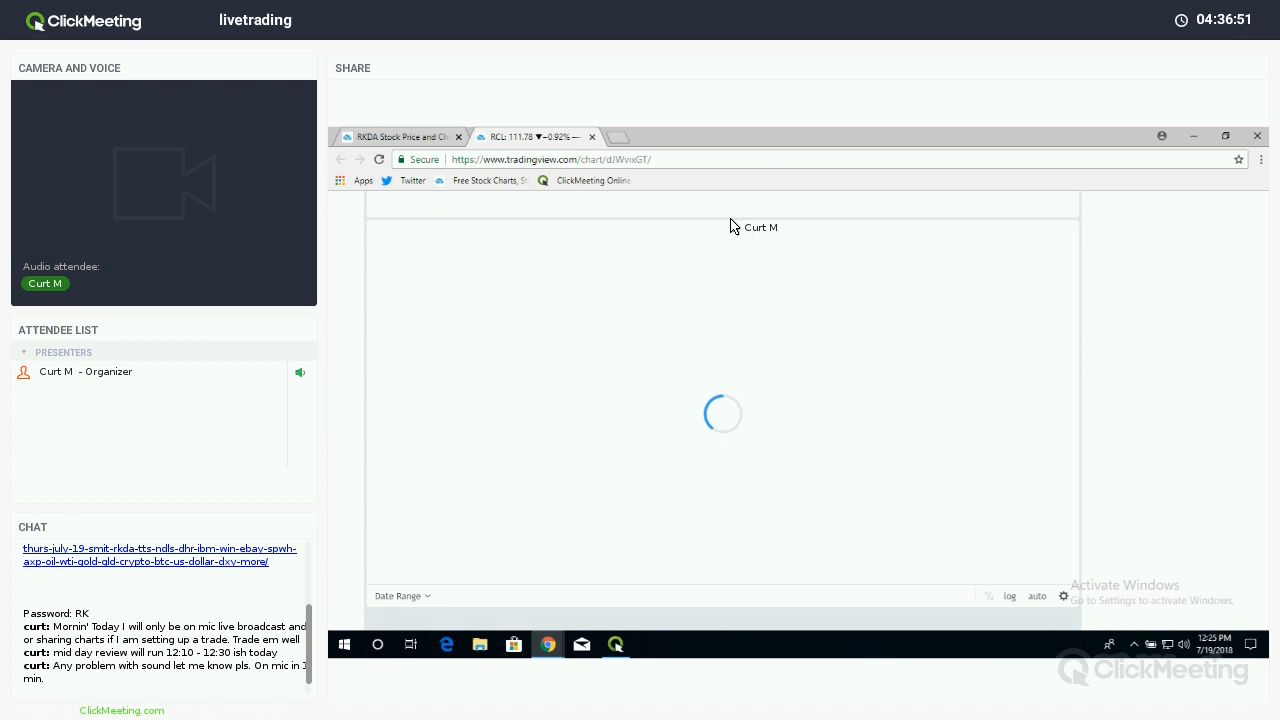 ClickMeeting
livetrading
04:36:51
CAMERA AND VOICE
SHARE
Audio attendee:
Curt M
ATTENDEE LIST
PRESENTERS
Curt M - Organizer
CHAT
thurs-july-19-smit-rkda-tts-ndls-dhr-ibm-win-ebay-spwh-
axp-oil-wti-gold-gld-crypto-btc-us-dollar-dxy-more/
Password: RK
curt: Mornin' Today I will only be on mic live broadcast and
or sharing charts if I am setting up a trade. Trade em well
curt: mid day review will run 12:10 - 12:30 ish today
curt: Any problem with sound let me know pls. On mic in 1
min.
ClickMeeting.com
RKDA Stock Price and Ch
RCL: 111.78 ▼−0.92% —
Secure https://www.tradingview.com/chart/dJWvixGT/
Apps Twitter Free Stock Charts, St ClickMeeting Online
Curt M
Date Range
% log auto
Activate Windows
Go to Settings to activate Windows.
12:25 PM
7/19/2018
ClickMeeting